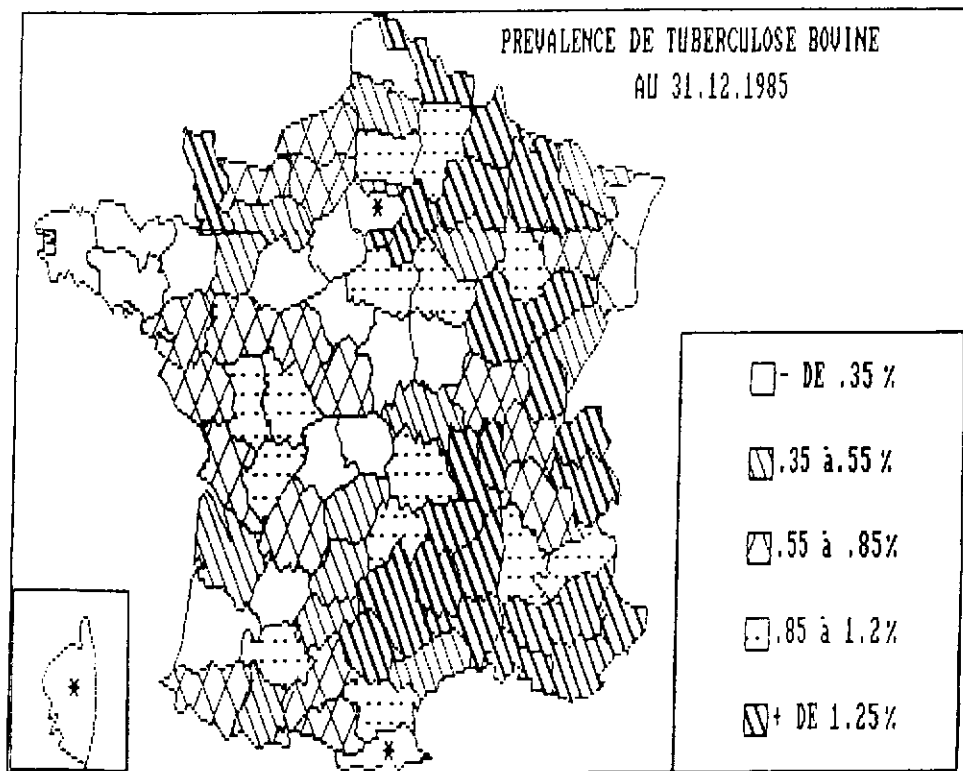 PREVALENCE DE TUBERCULOSE BOVINE
AU 31.12.1985
- DE .35 %
.35 à .55 %
.55 à .85%
.85 à 1.2%
+ DE 1.25%